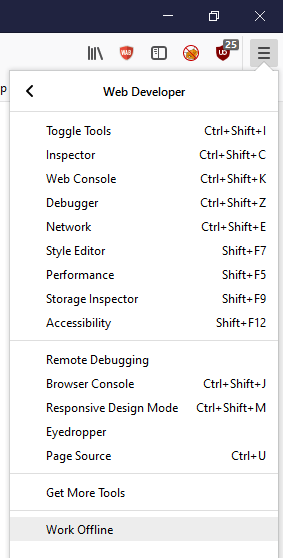 25
p
Web Developer
Toggle Tools Ctrl+Shift+I
Inspector Ctrl+Shift+C
Web Console Ctrl+Shift+K
Debugger Ctrl+Shift+Z
Network Ctrl+Shift+E
Style Editor Shift+F7
Performance Shift+F5
Storage Inspector Shift+F9
Accessibility Shift+F12
Remote Debugging
Browser Console Ctrl+Shift+J
Responsive Design Mode Ctrl+Shift+M
Eyedropper
Page Source Ctrl+U
Get More Tools
Work Offline